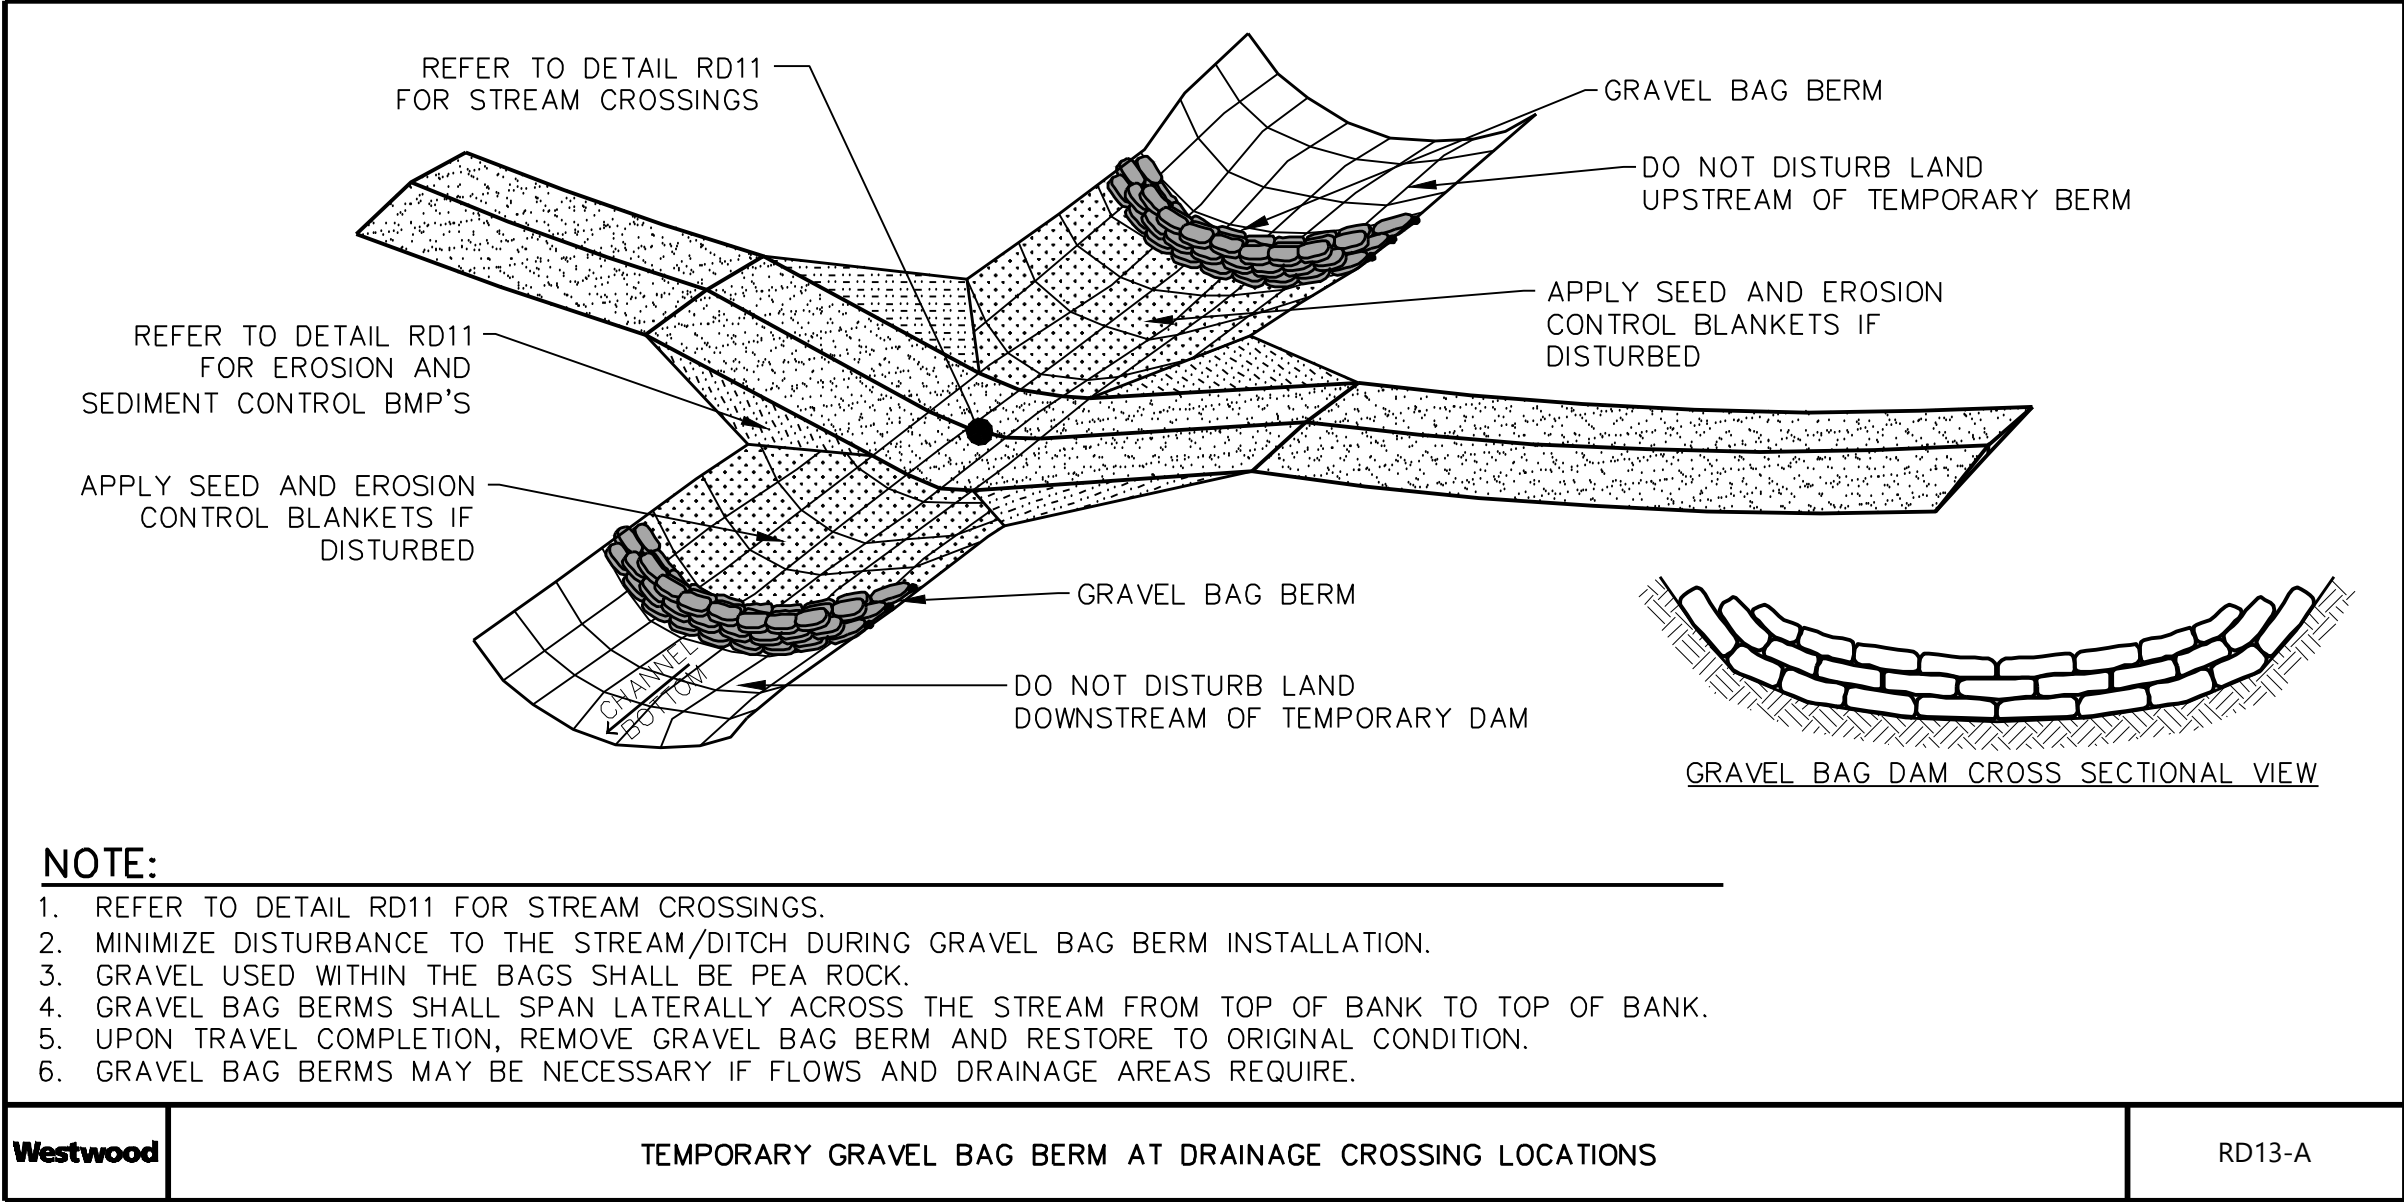 REFER TO DETAIL RD11
FOR STREAM CROSSINGS
GRAVEL BAG BERM
DO NOT DISTURB LAND
UPSTREAM OF TEMPORARY BERM
APPLY SEED AND EROSION
CONTROL BLANKETS IF
DISTURBED
REFER TO DETAIL RD11
FOR EROSION AND
SEDIMENT CONTROL BMP'S
APPLY SEED AND EROSION
CONTROL BLANKETS IF
DISTURBED
GRAVEL BAG BERM
CHANNEL
BOTTOM
DO NOT DISTURB LAND
DOWNSTREAM OF TEMPORARY DAM
GRAVEL BAG DAM CROSS SECTIONAL VIEW
NOTE:
1. REFER TO DETAIL RD11 FOR STREAM CROSSINGS.
2. MINIMIZE DISTURBANCE TO THE STREAM/DITCH DURING GRAVEL BAG BERM INSTALLATION.
3. GRAVEL USED WITHIN THE BAGS SHALL BE PEA ROCK.
4. GRAVEL BAG BERMS SHALL SPAN LATERALLY ACROSS THE STREAM FROM TOP OF BANK TO TOP OF BANK.
5. UPON TRAVEL COMPLETION, REMOVE GRAVEL BAG BERM AND RESTORE TO ORIGINAL CONDITION.
6. GRAVEL BAG BERMS MAY BE NECESSARY IF FLOWS AND DRAINAGE AREAS REQUIRE.
Westwood
TEMPORARY GRAVEL BAG BERM AT DRAINAGE CROSSING LOCATIONS
RD13-A